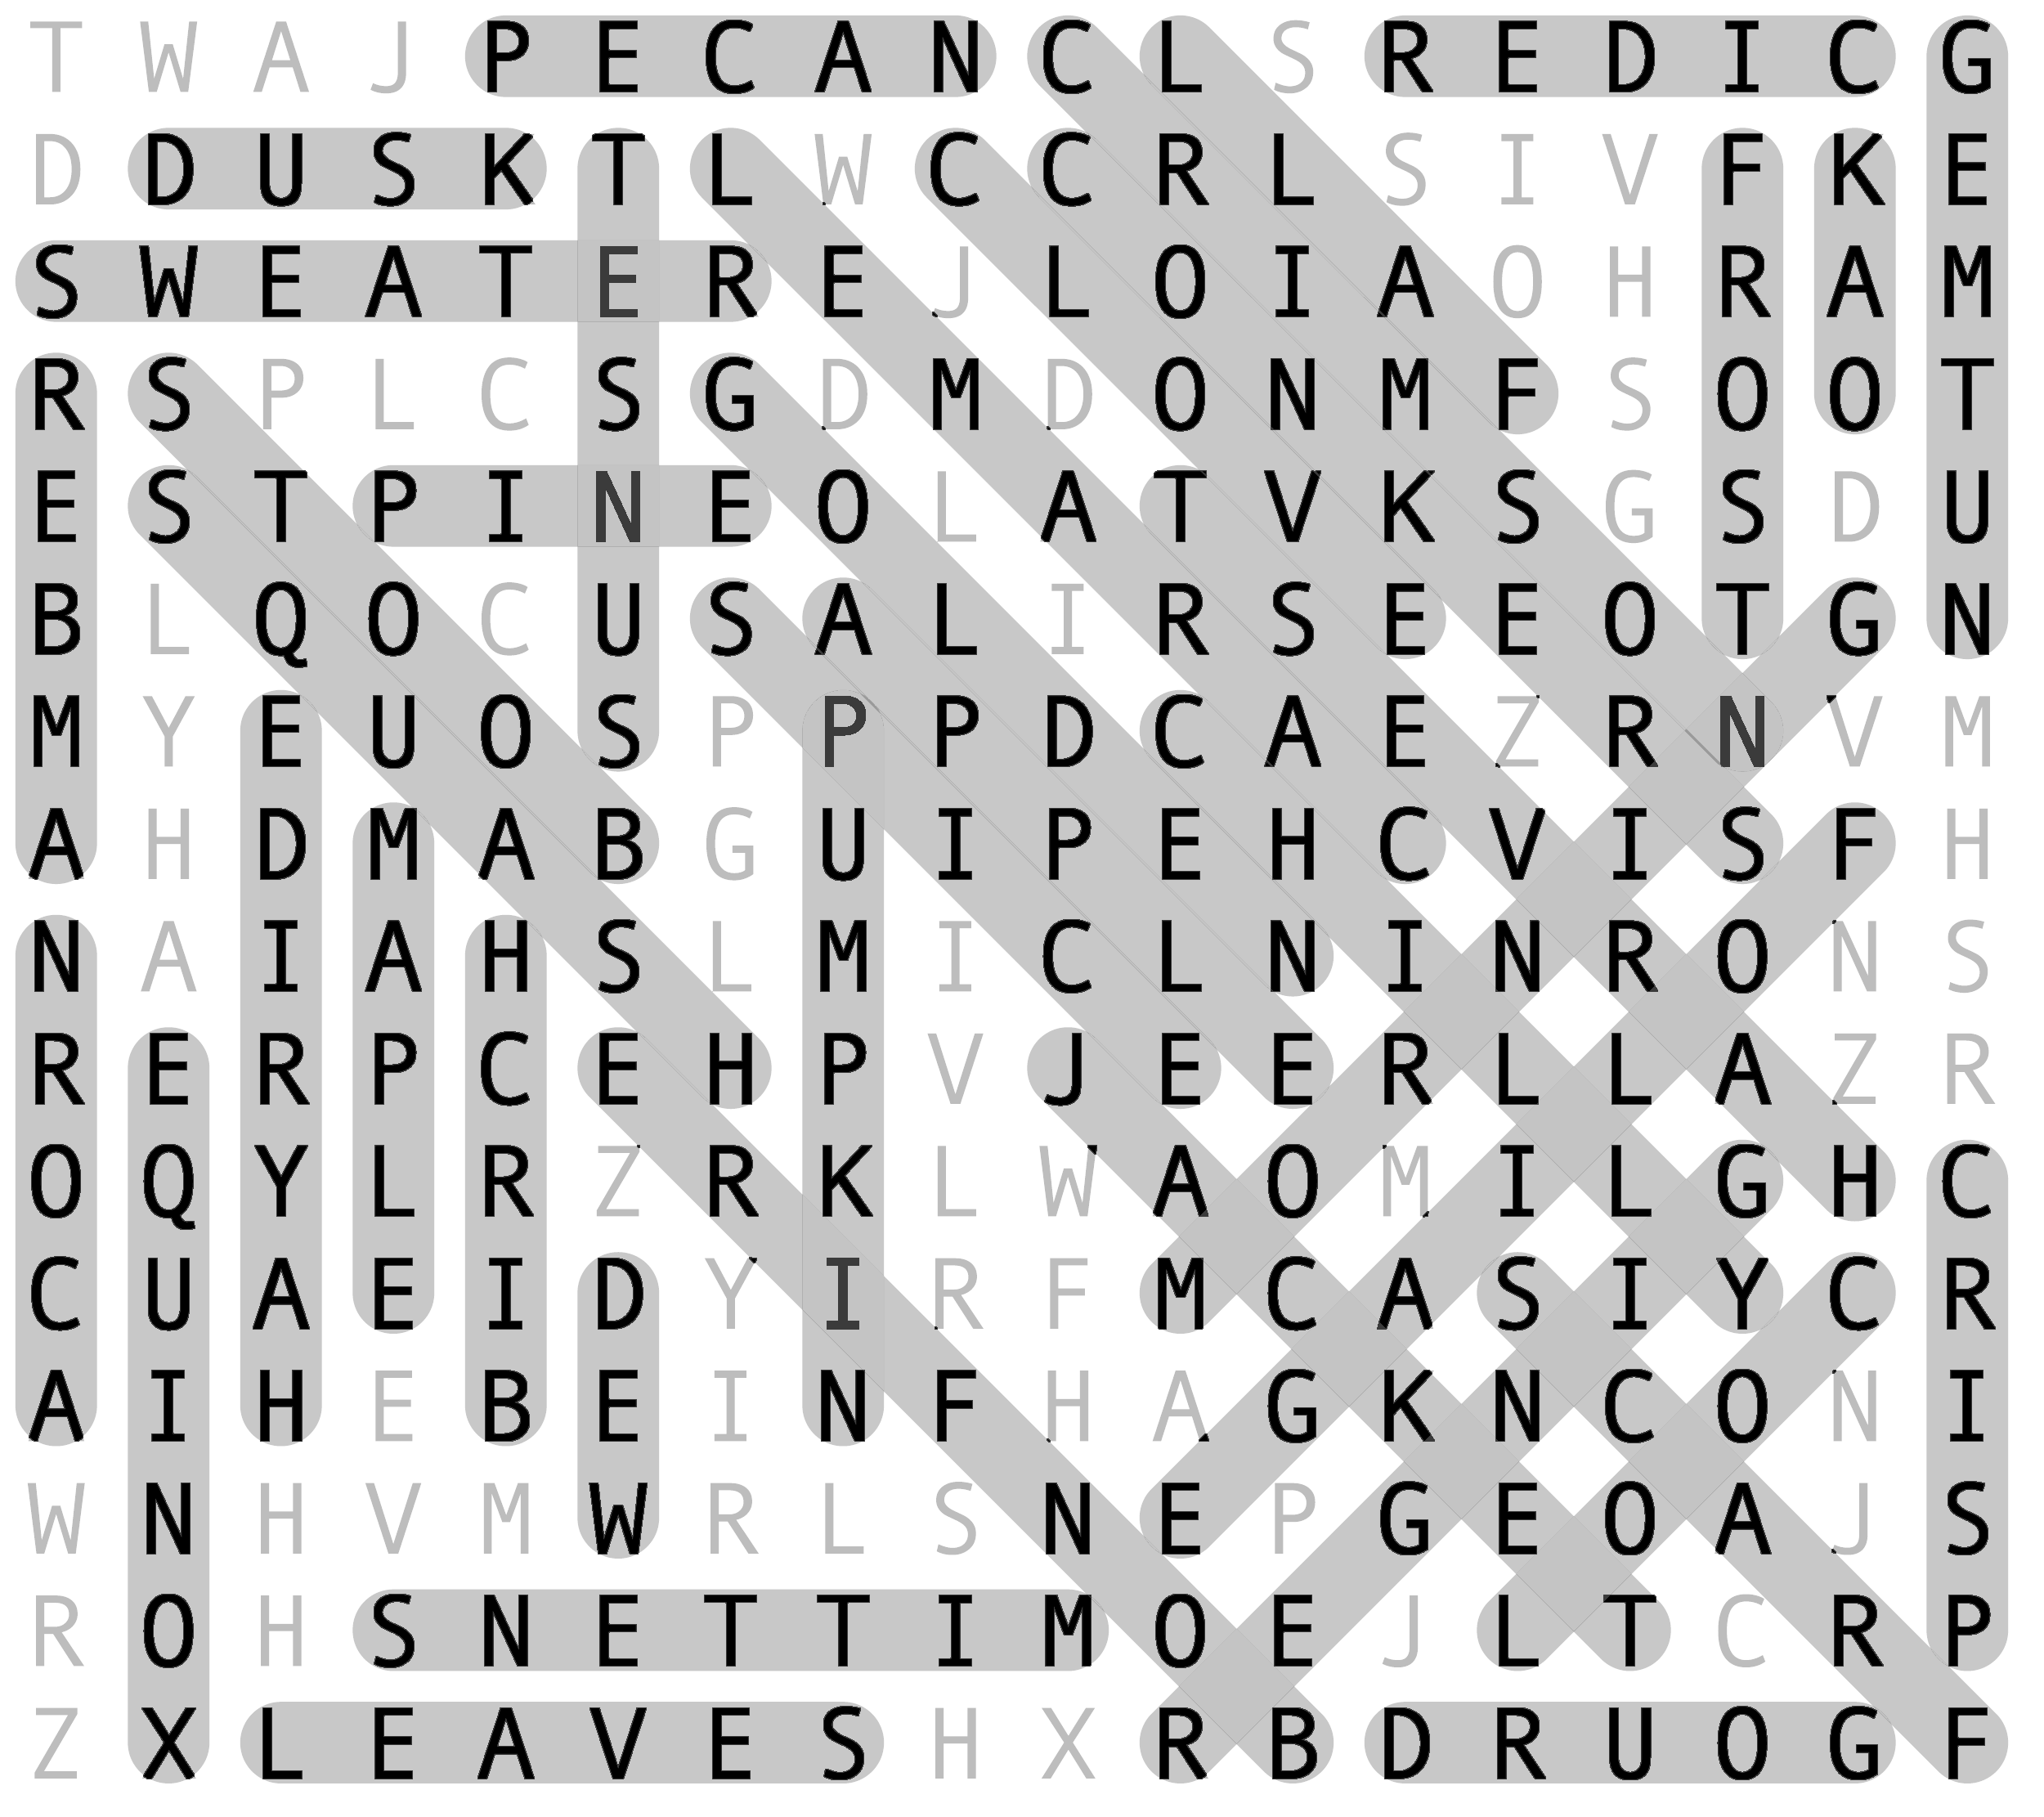 T W A J P E C A N C L S R E D I C G
D D U S K T L W C C R L S I V F K E
S W E A T E R E J L O I A O H R A M
R S P L C S G D M D O N M F S O O T
E S T P I N E O L A T V K S G S D U
B L Q O C U S A L I R S E E O T G N
M Y E U O S P P P D C A E Z R N V M
A H D M A B G U I P E H C V I S F H
N A I A H S L M I C L N I N R O N S
R E R P C E H P V J E E R L L A Z R
O Q Y L R Z R K L W A O M I L G H C
C U A E I D Y I R F M C A S I Y C R
A I H E B E I N F H A G K N C O N I
W N H V M W R L S N E P G E O A J S
R O H S N E T T I M O E J L T C R P
Z X L E A V E S H X R B D R U O G F